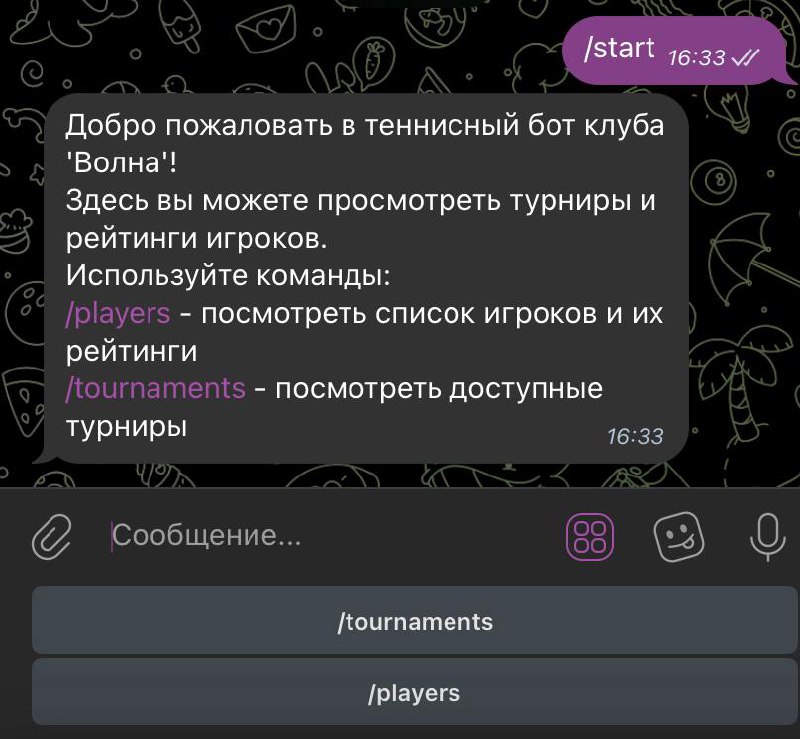 /start 16:33
Добро пожаловать в теннисный бот клуба
'Волна'!
Здесь вы можете просмотреть турниры и
рейтинги игроков.
Используйте команды:
/players - посмотреть список игроков и их
рейтинги
/tournaments - посмотреть доступные
турниры
16:33
Сообщение...
/tournaments
/players